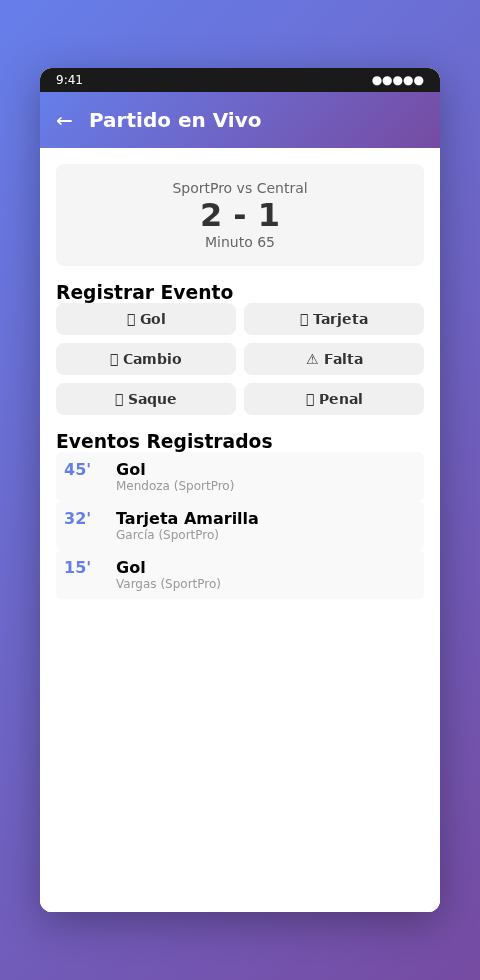 9:41
←
Partido en Vivo
SportPro vs Central
2 - 1
Minuto 65
Registrar Evento
Gol
Tarjeta
Cambio
⚠ Falta
Saque
Penal
Eventos Registrados
45' Gol
Mendoza (SportPro)
32' Tarjeta Amarilla
García (SportPro)
15' Gol
Vargas (SportPro)